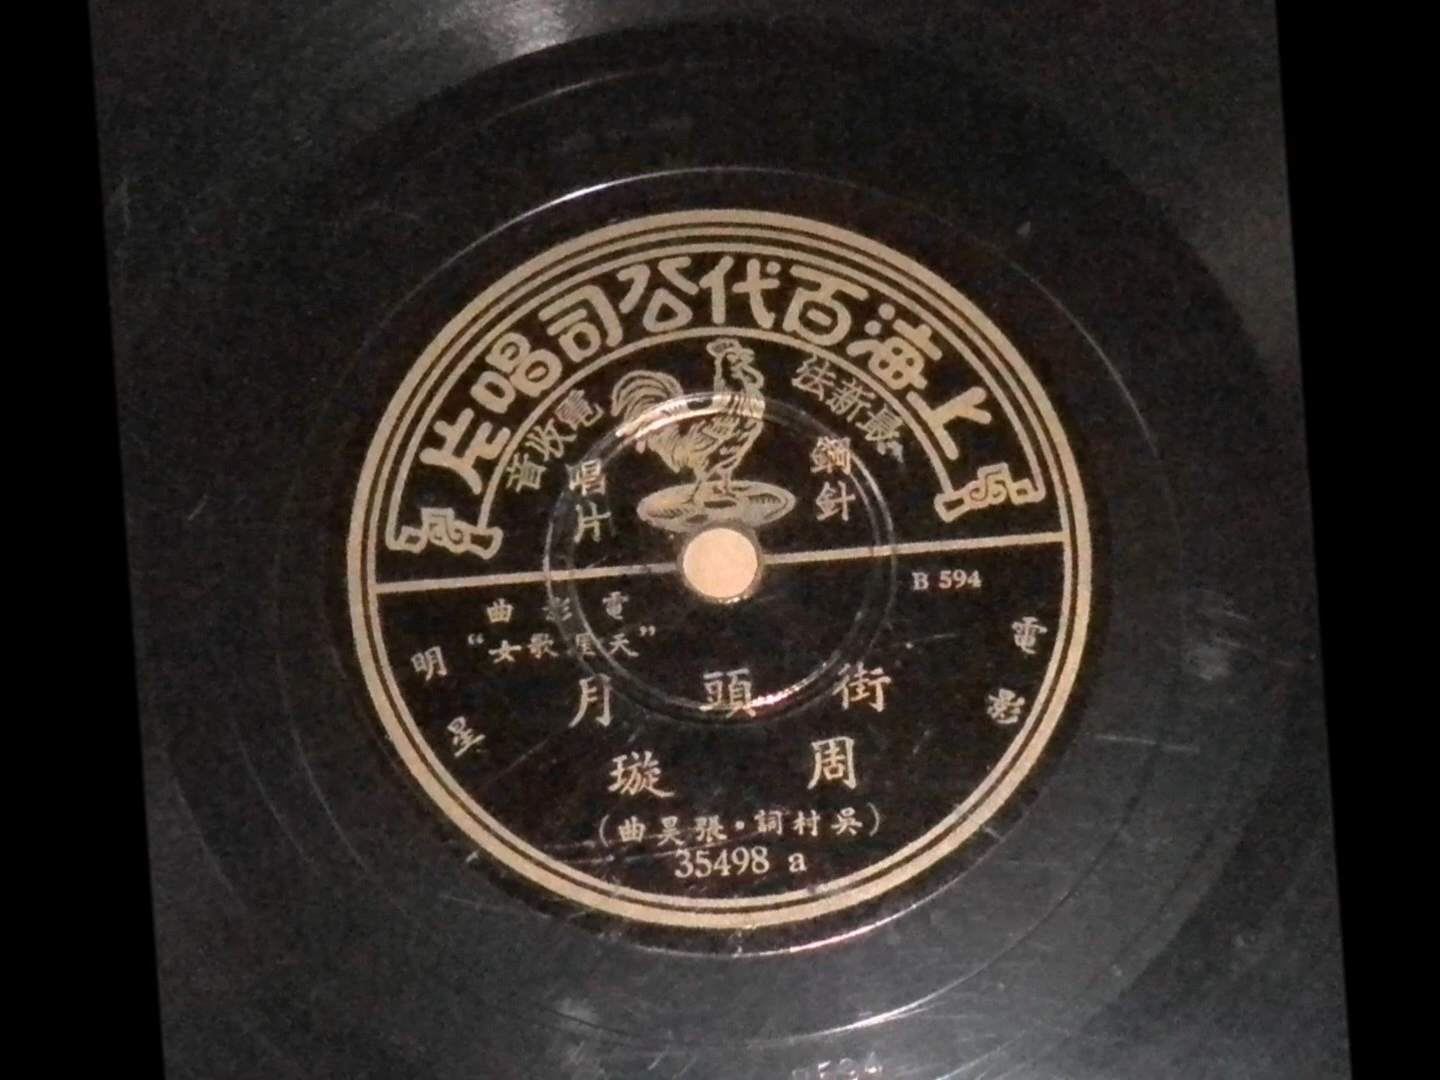 上海百代公司唱片
最新法
電收音
鋼針
唱片
B 594
電影曲
“天涯歌女”
電影
明星
街頭月
周璇
(吳村詞·張昊曲)
35498 a